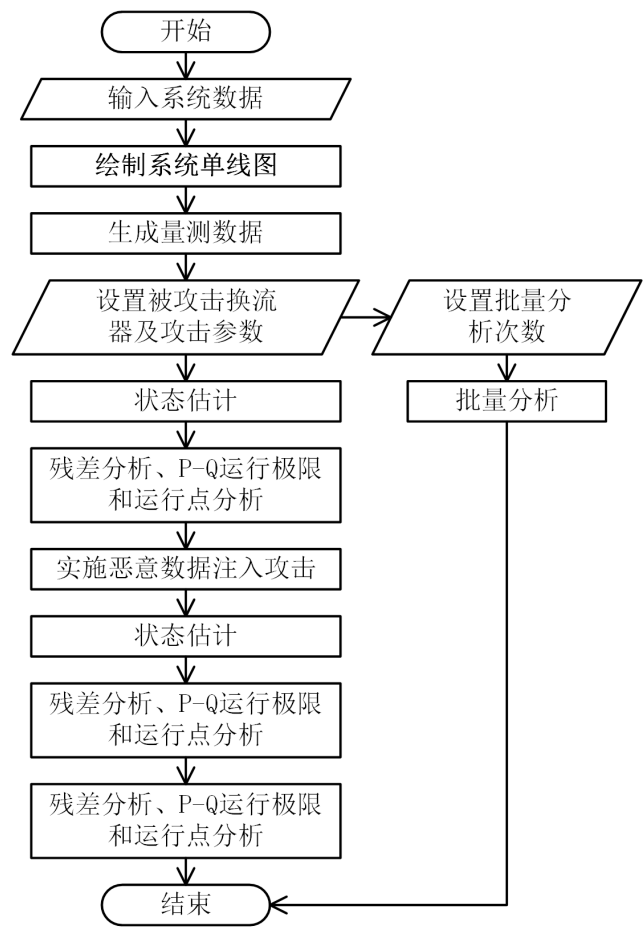 开始
输入系统数据
绘制系统单线图
生成量测数据
设置被攻击换流
器及攻击参数
设置批量分
析次数
状态估计
批量分析
残差分析、P-Q运行极限
和运行点分析
实施恶意数据注入攻击
状态估计
残差分析、P-Q运行极限
和运行点分析
残差分析、P-Q运行极限
和运行点分析
结束